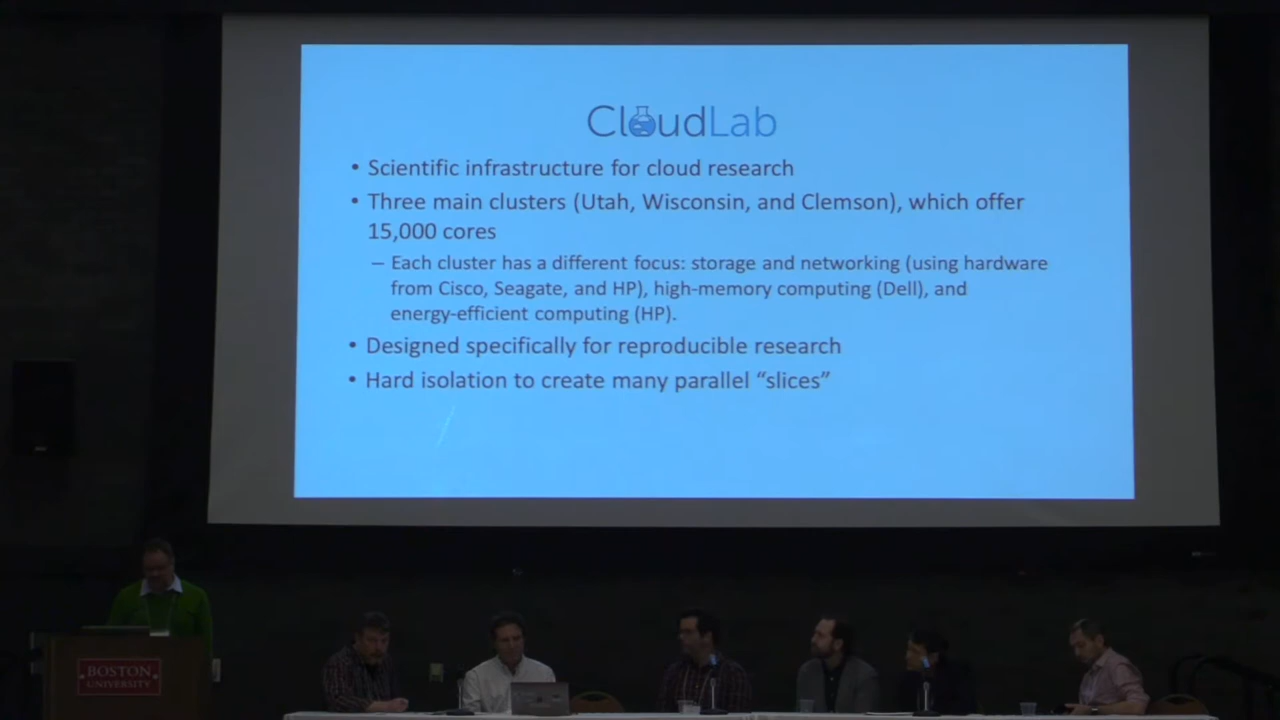 CloudLab
• Scientific infrastructure for cloud research
• Three main clusters (Utah, Wisconsin, and Clemson), which offer
15,000 cores
– Each cluster has a different focus: storage and networking (using hardware
from Cisco, Seagate, and HP), high-memory computing (Dell), and
energy-efficient computing (HP).
• Designed specifically for reproducible research
• Hard isolation to create many parallel “slices”
BOSTON
UNIVERSITY